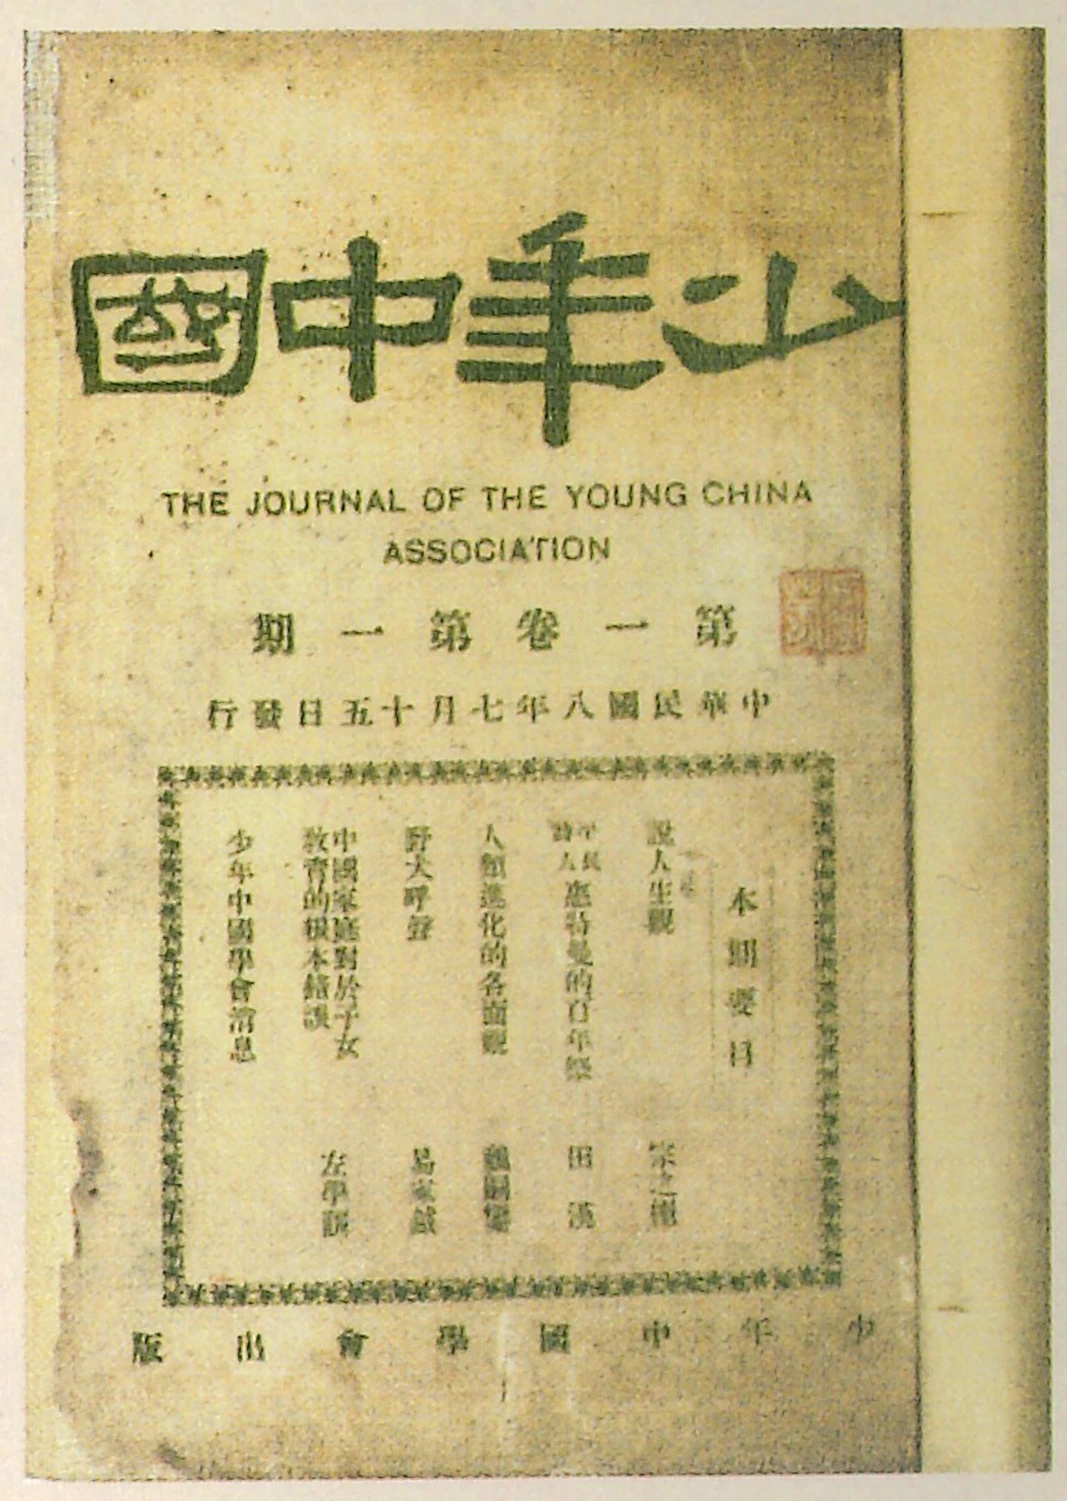 少年中國
THE JOURNAL OF THE YOUNG CHINA
ASSOCIATION
第一卷第一期
中華民國八年七月十五日發行
本期要目
說人生觀 宗之櫆
平民詩人惠特曼的百年祭 田漢
人類進化的各面觀 魏嗣鑾
野犬呼聲 易家鉞
中國家庭對於子女
教育的根本錯誤 左學訓
少年中國學會消息
少年中國學會出版